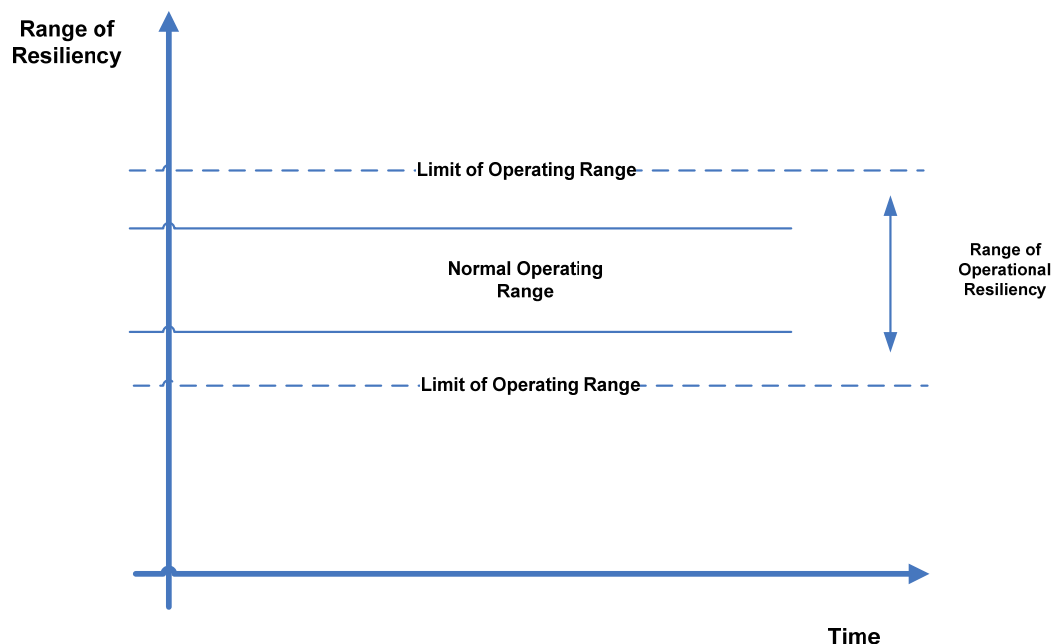 Range of
Resiliency
Limit of Operating Range
Normal Operating
Range
Range of
Operational
Resiliency
Limit of Operating Range
Time